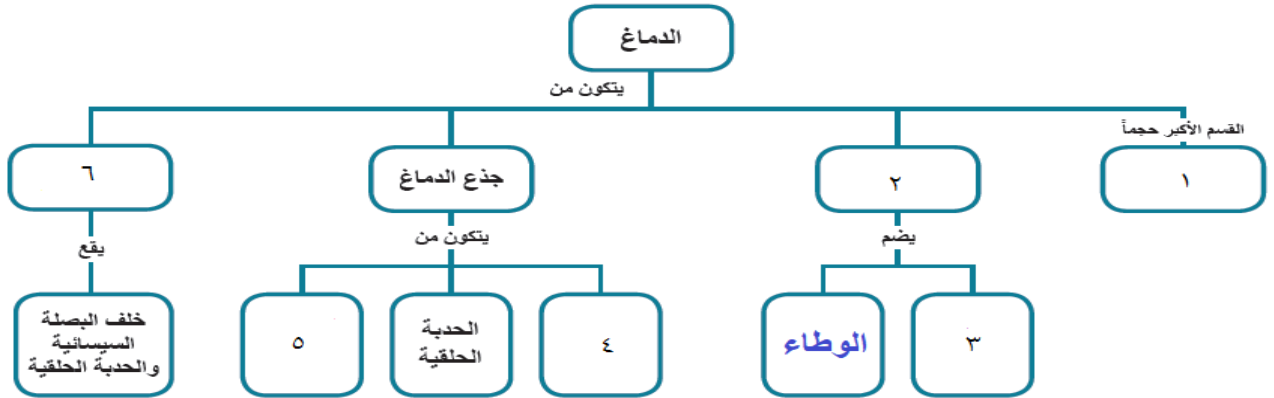 الدماغ
يتكون من
القسم الأكبر حجماً
١
٢
جذع الدماغ
٦
يضم
يتكون من
يقع
٣
الوطاء
٤
الحدبة
الحلقية
٥
خلف البصلة
السيسائية
والحدبة الحلقية